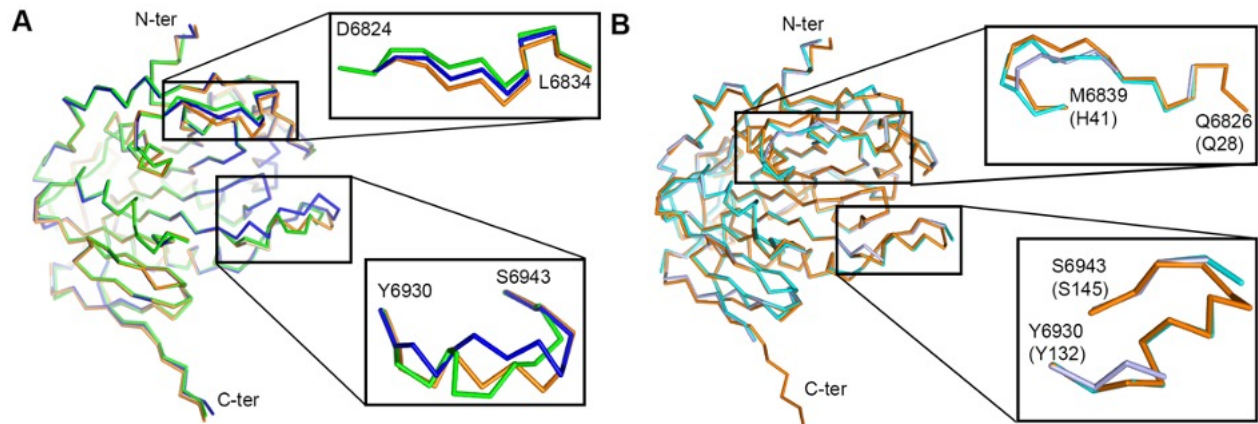 A
N-ter
D6824
L6834
Y6930
S6943
C-ter
B
N-ter
M6839
(H41)
Q6826
(Q28)
S6943
(S145)
Y6930
(Y132)
C-ter